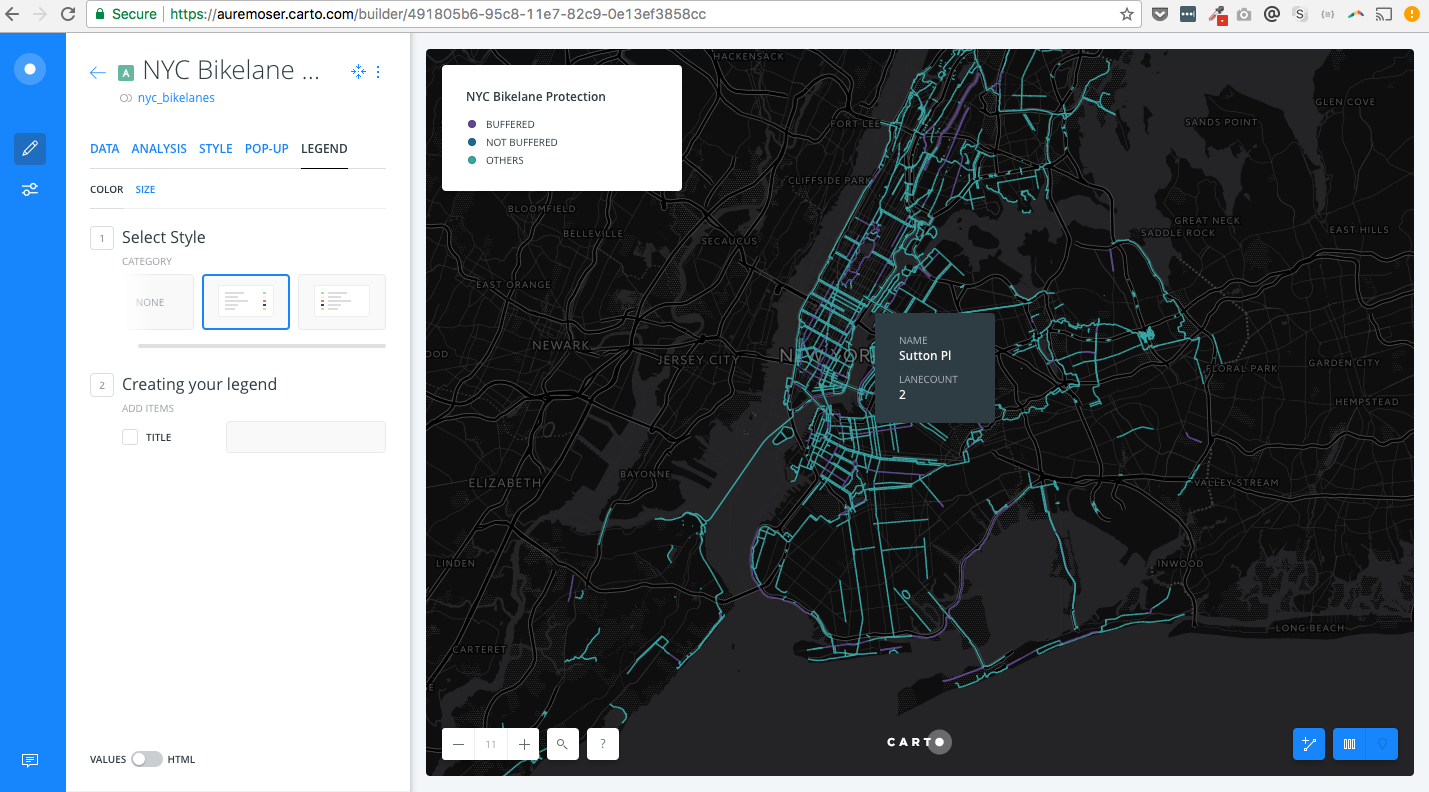 Secure
https://auremoser.carto.com/builder/491805b6-95c8-11e7-82c9-0e13ef3858cc
A NYC Bikelane ...
nyc_bikelanes
DATA ANALYSIS STYLE POP-UP LEGEND
COLOR SIZE
1 Select Style
CATEGORY
NONE
2 Creating your legend
ADD ITEMS
TITLE
VALUES HTML
NYC Bikelane Protection
BUFFERED
NOT BUFFERED
OTHERS
HACKENSACK
GLEN COVE
SANDS POINT
FORT LEE
CLIFFSIDE PARK
BLOOMFIELD
GREAT NECK
BELLEVILLE
SADDLE ROCK
EAST HILLS
SECAUCUS
EAST ORANGE
NEWARK
JERSEY CITY
NEW YOR
NAME
Sutton Pl
LANECOUNT
2
GARDEN CITY
FLORAL PARK
HEMPSTEAD
BAYONNE
ELIZABETH
VALLEY STREAM
LINDEN
INWOOD
LONG BEACH
CARTERET
11
?
CARTO